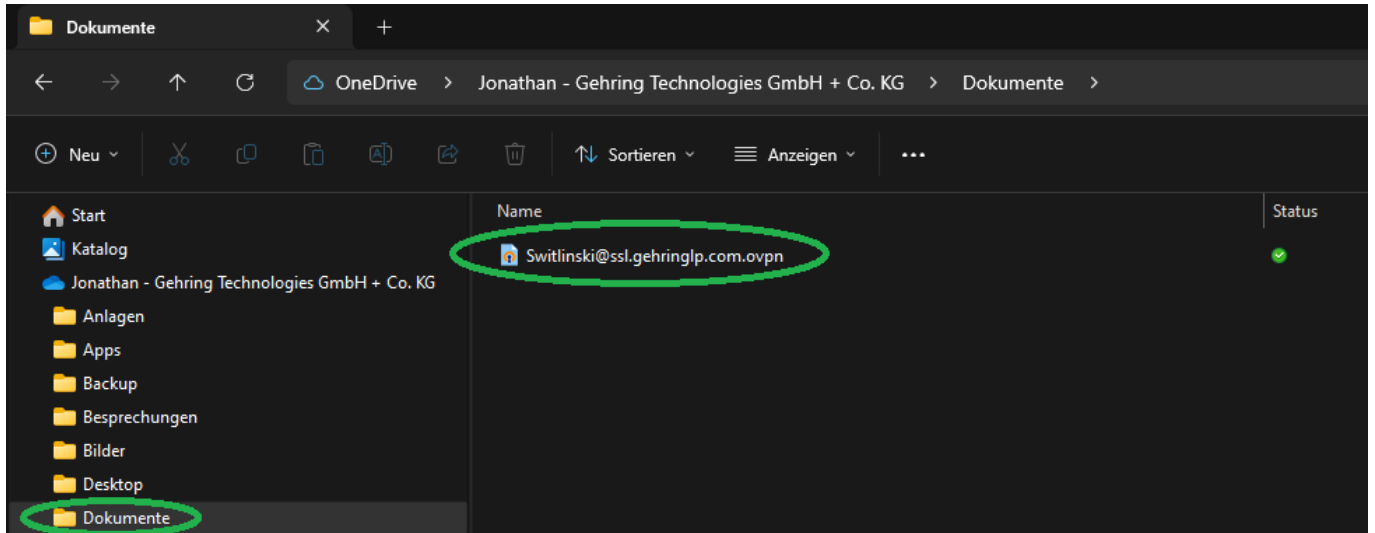 Dokumente
OneDrive > Jonathan - Gehring Technologies GmbH + Co. KG > Dokumente >
Neu Sortieren Anzeigen
Start
Katalog
Jonathan - Gehring Technologies GmbH + Co. KG
Anlagen
Apps
Backup
Besprechungen
Bilder
Desktop
Dokumente
Name Status
Switlinski@ssl.gehringlp.com.ovpn